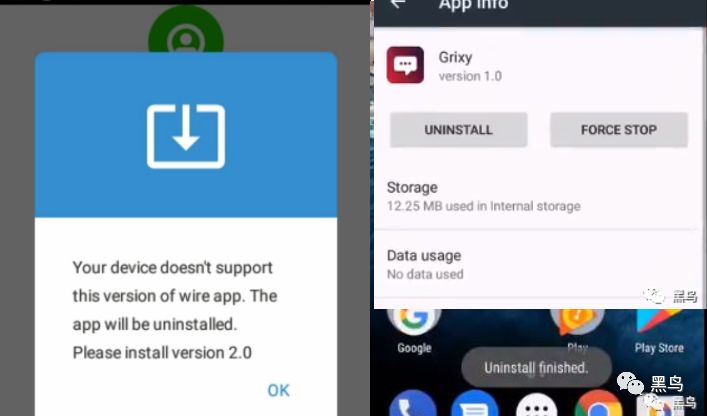 Your device doesn't support
this version of wire app. The
app will be uninstalled.
Please install version 2.0
OK
App info
Grixy
version 1.0
UNINSTALL
FORCE STOP
Storage
12.25 MB used in Internal storage
Data usage
No data used
黑鸟
Google
Play
Play Store
Uninstall finished.
黑鸟
黑鸟